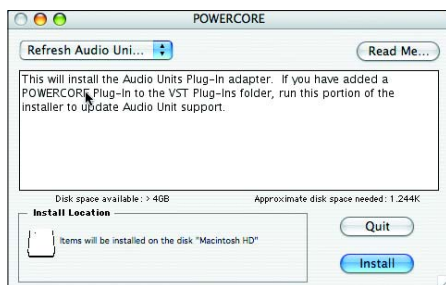 POWERCORE
Refresh Audio Uni...
Read Me...
This will install the Audio Units Plug-In adapter. If you have added a
POWERCORE Plug-In to the VST Plug-Ins folder, run this portion of the
installer to update Audio Unit support.
Disk space available: > 4GB
Approximate disk space needed: 1.244K
Install Location
Items will be installed on the disk "Macintosh HD"
Quit
Install